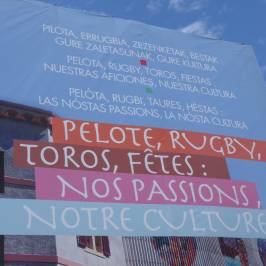 PILOTA, ERRUGBIA, ZEZENKETAK, BESTAK
GURE ZALETASUNAK, GURE KULTURA
PELOTA, RUGBY, TOROS, FIESTAS
NUESTRAS AFICIONES, NUESTRA CULTURA
PELÒTA, RUGBI, TAURES, HÈSTAS
LAS NÒSTAS PASSIONS, LA NÒSTA CULTURA
PELOTE, RUGBY,
TOROS, FÊTES :
NOS PASSIONS,
NOTRE CULTURE